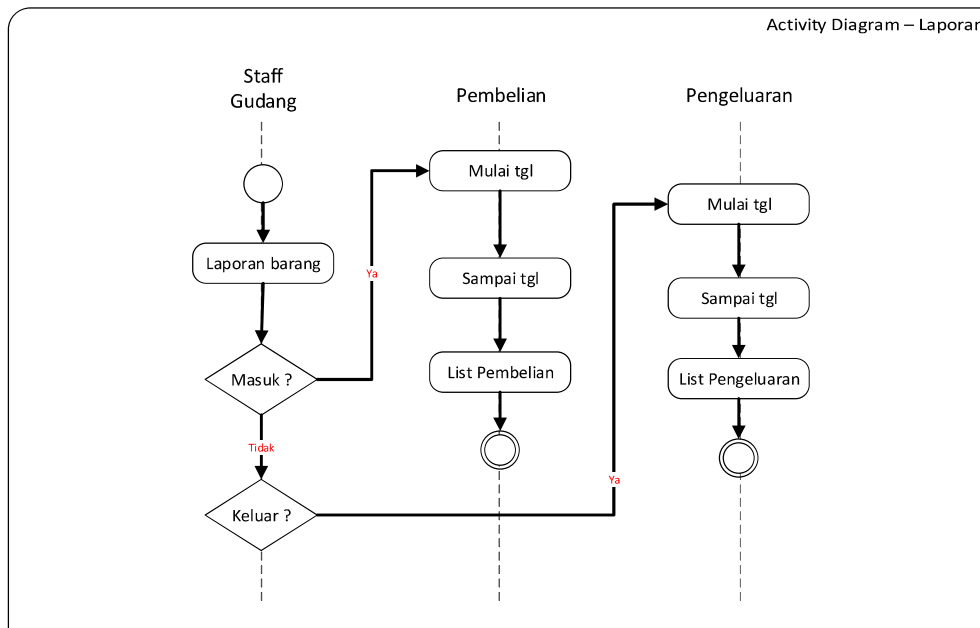 Activity Diagram – Laporan
Staff
Gudang
Pembelian
Pengeluaran
Mulai tgl
Mulai tgl
Laporan barang
Ya
Sampai tgl
Sampai tgl
Masuk ?
List Pembelian
List Pengeluaran
Tidak
Ya
Keluar ?